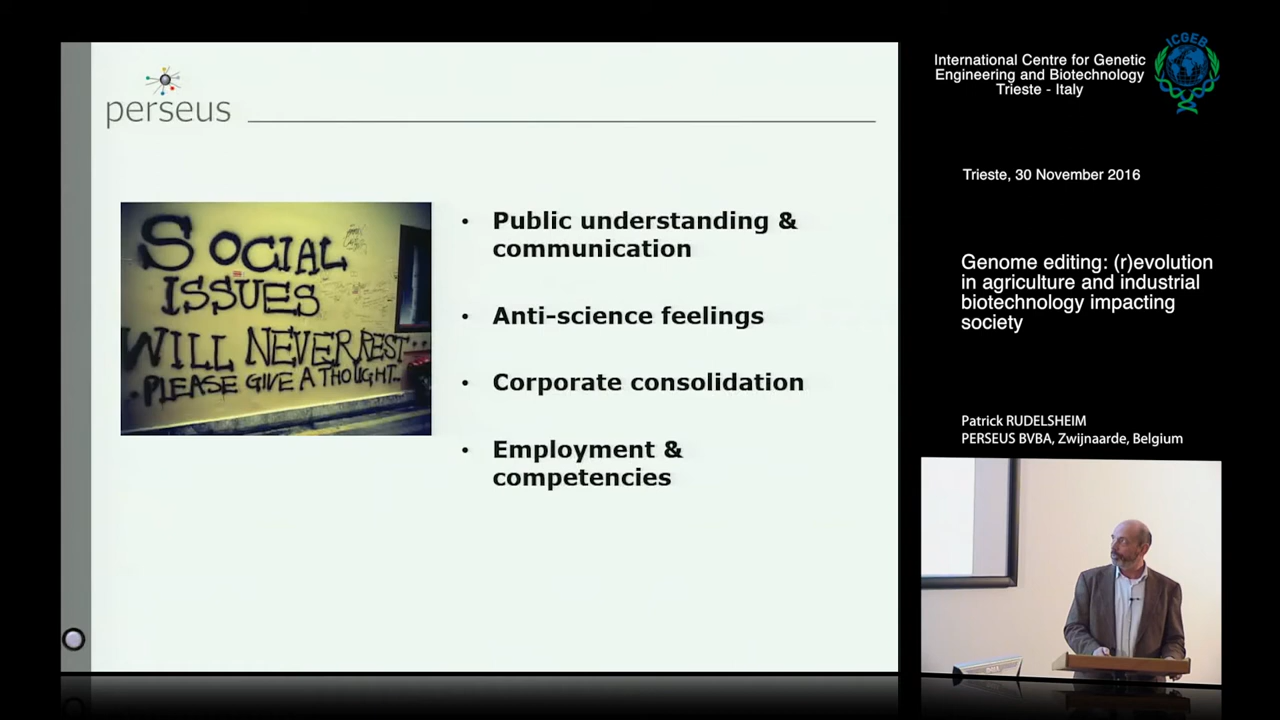 perseus
SOCIAL
ISSUES
WILL NEVER REST
PLEASE GIVE A THOUGHT...
• Public understanding &
communication
• Anti-science feelings
• Corporate consolidation
• Employment &
competencies
International Centre for Genetic
Engineering and Biotechnology
Trieste - Italy
ICGEB
Trieste, 30 November 2016
Genome editing: (r)evolution
in agriculture and industrial
biotechnology impacting
society
Patrick RUDELSHEIM
PERSEUS BVBA, Zwijnaarde, Belgium